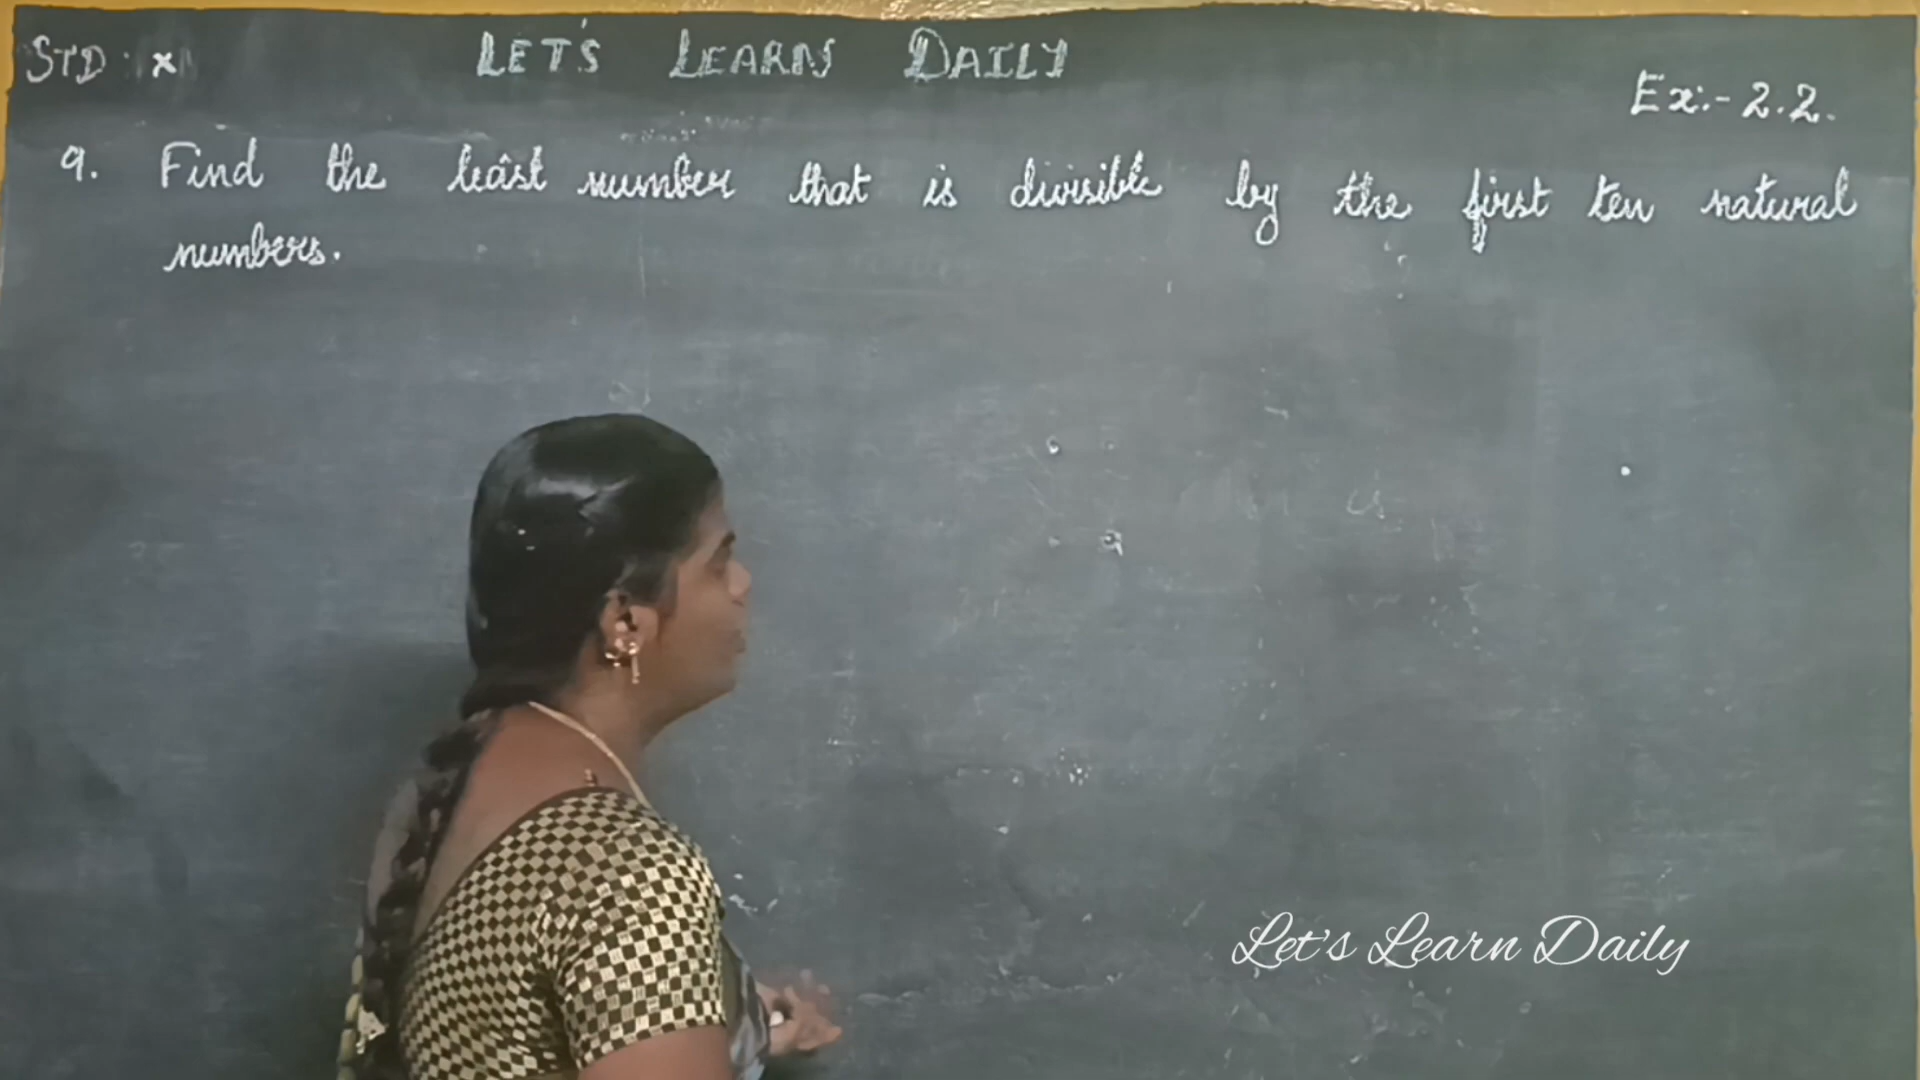 STD : X
LET'S LEARN DAILY
Ex:- 2.2.
9. Find the least number that is divisible by the first ten natural
numbers.
Let's Learn Daily